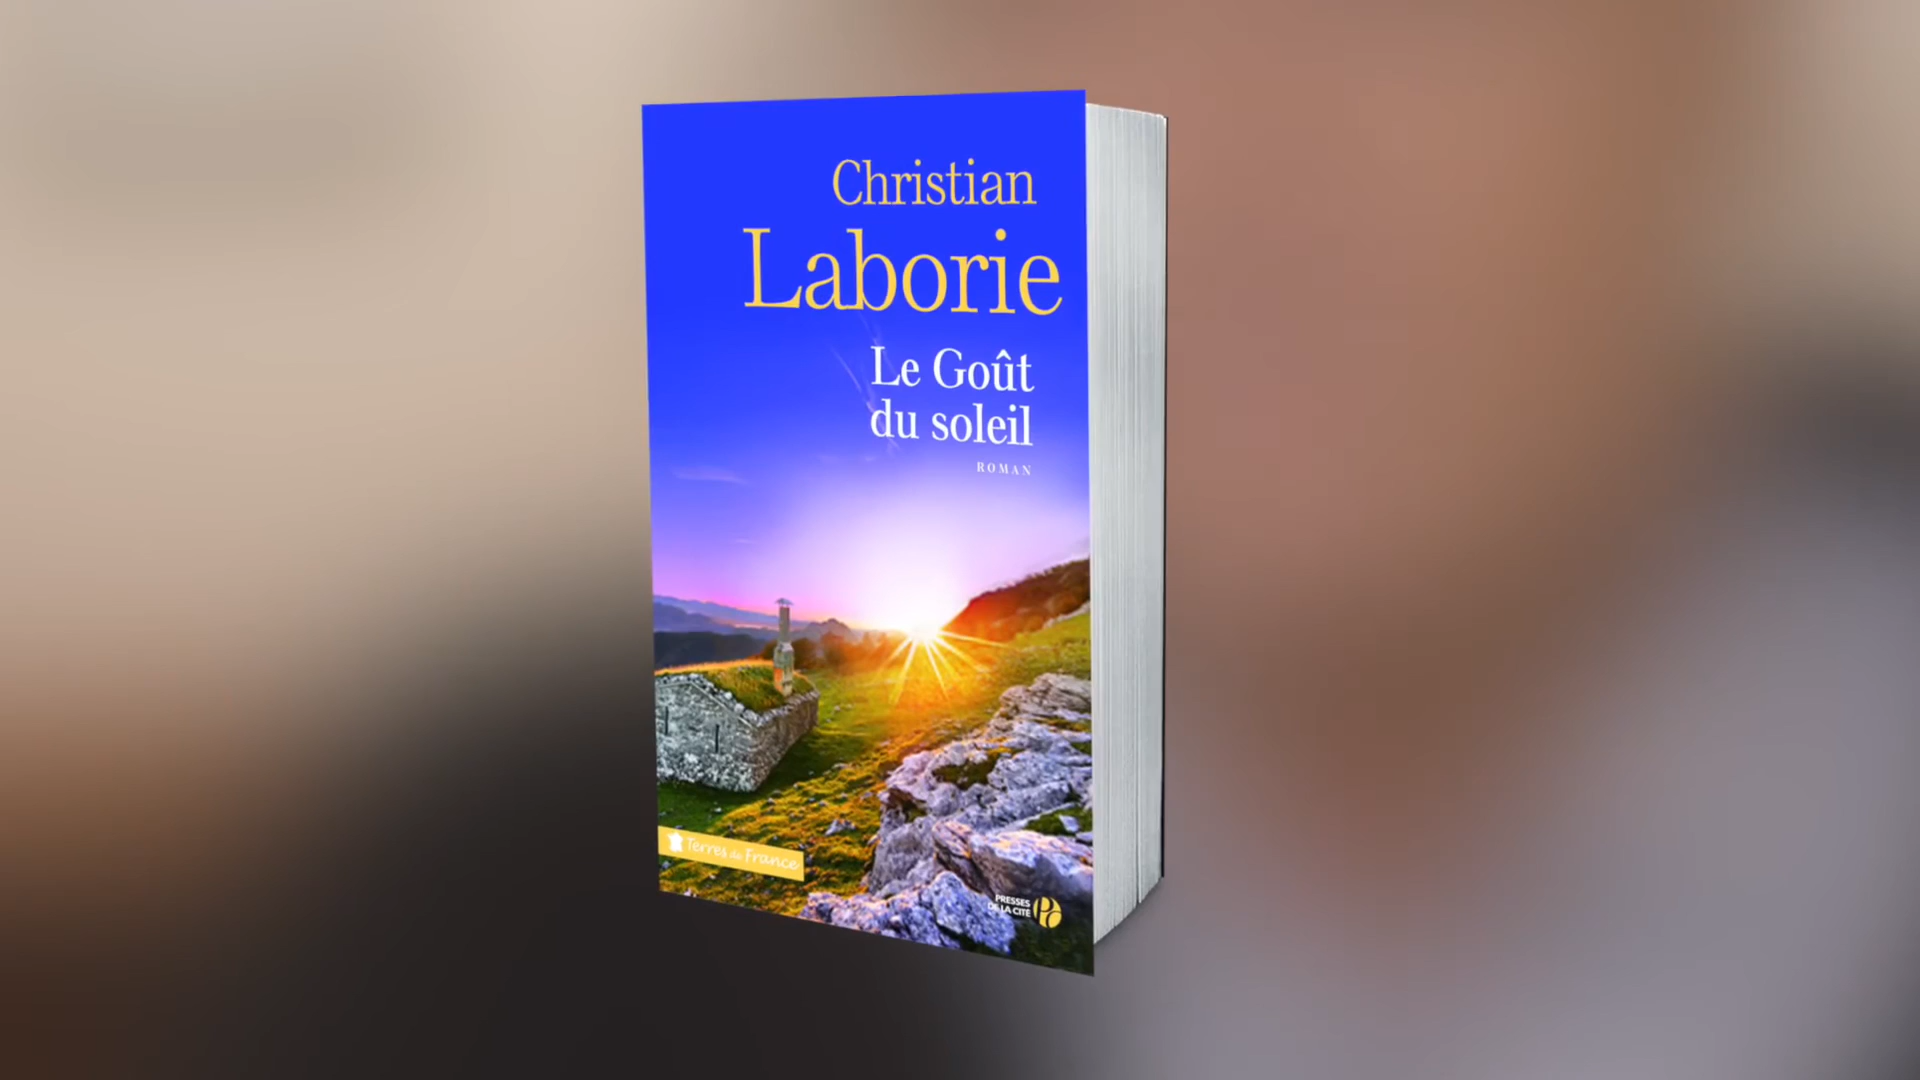 Christian
Laborie
Le Goût
du soleil
ROMAN
Terres de France
PRESSES
DE LA CITÉ